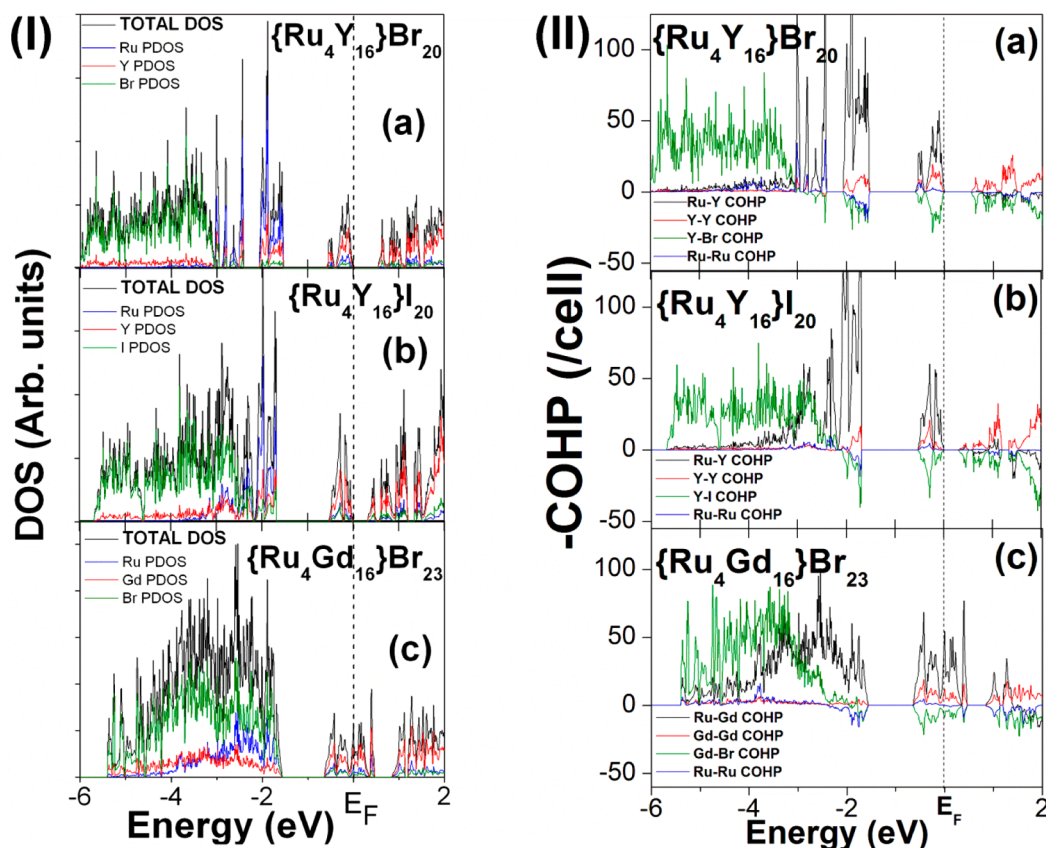 (I)
DOS (Arb. units)
TOTAL DOS
Ru PDOS
Y PDOS
Br PDOS
{Ru4Y16}Br20
(a)
TOTAL DOS
Ru PDOS
Y PDOS
I PDOS
{Ru4Y16}I20
(b)
TOTAL DOS
Ru PDOS
Gd PDOS
Br PDOS
{Ru4Gd16}Br23
(c)
-6 -4 -2 EF 2
Energy (eV)
(II)
-COHP (/cell)
{Ru4Y16}Br20
(a)
100
50
0
-50
Ru-Y COHP
Y-Y COHP
Y-Br COHP
Ru-Ru COHP
{Ru4Y16}I20
(b)
100
50
0
-50
Ru-Y COHP
Y-Y COHP
Y-I COHP
Ru-Ru COHP
{Ru4Gd16}Br23
(c)
100
50
0
-50
Ru-Gd COHP
Gd-Gd COHP
Gd-Br COHP
Ru-Ru COHP
-6 -4 -2 EF 2
Energy (eV)